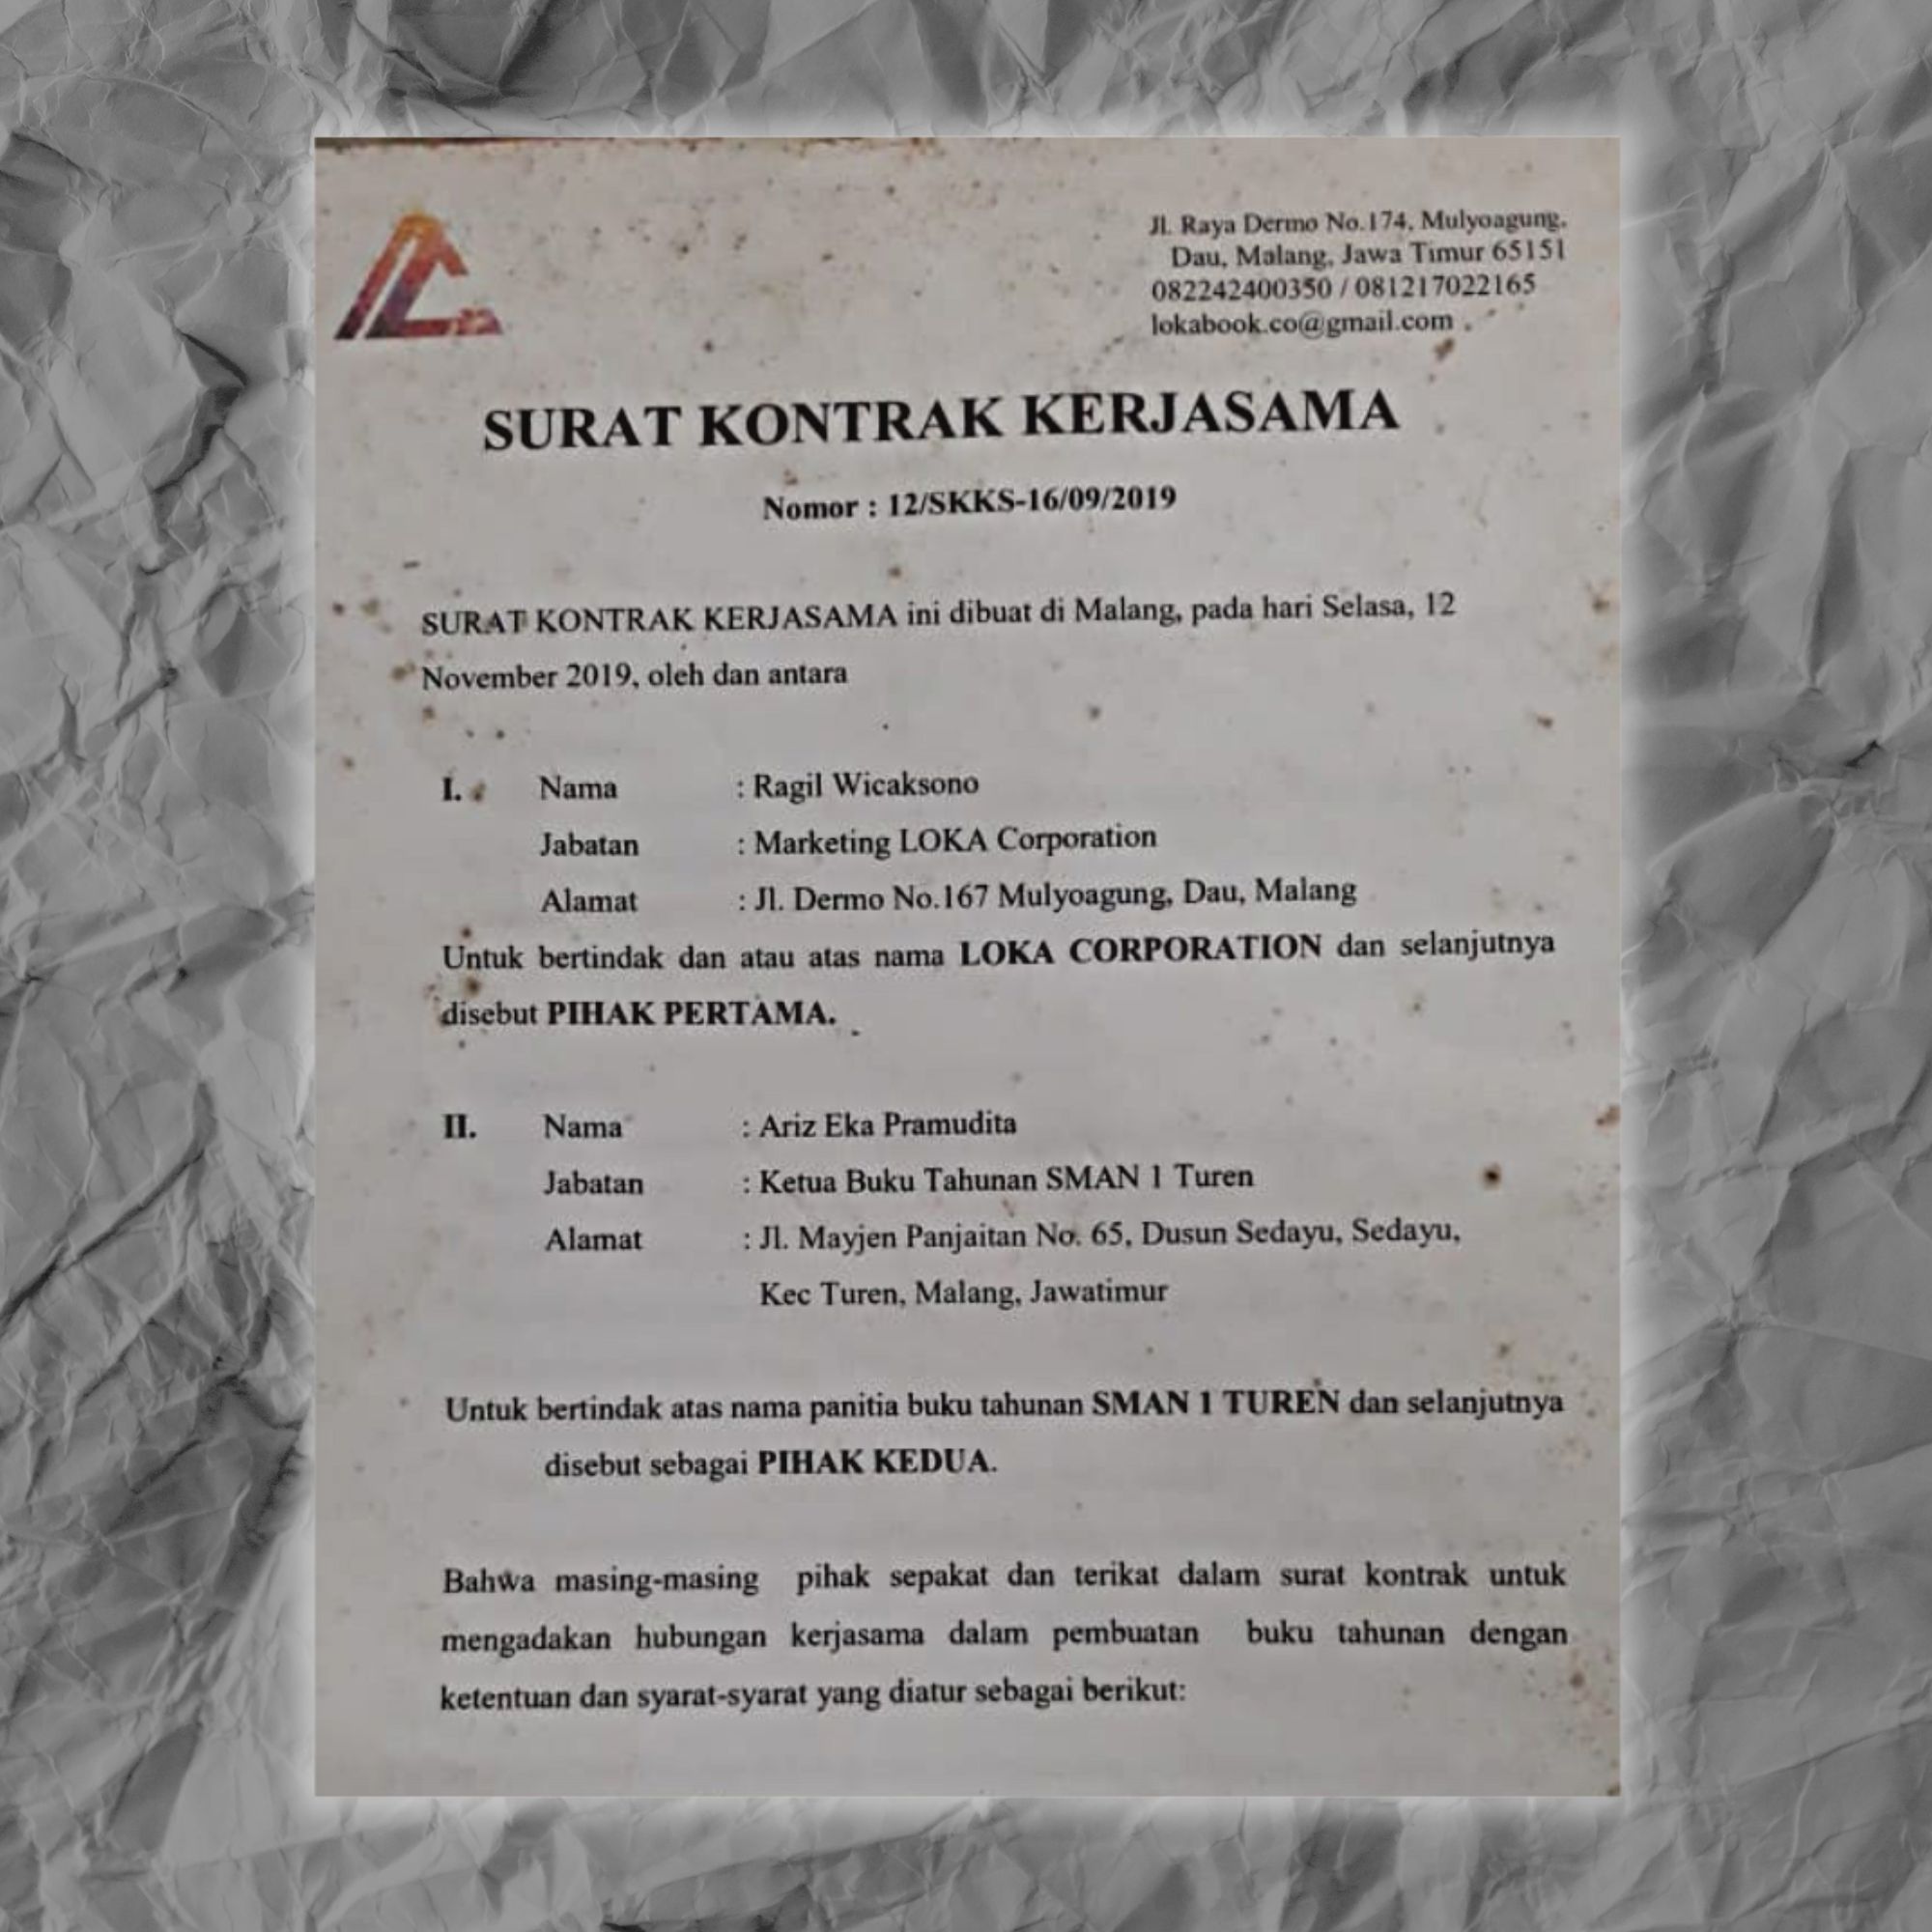 Jl. Raya Dermo No.174, Mulyoagung,
Dau, Malang, Jawa Timur 65151
082242400350 / 081217022165
lokabook.co@gmail.com
SURAT KONTRAK KERJASAMA
Nomor : 12/SKKS-16/09/2019
SURAT KONTRAK KERJASAMA ini dibuat di Malang, pada hari Selasa, 12
November 2019, oleh dan antara
I. Nama : Ragil Wicaksono
Jabatan : Marketing LOKA Corporation
Alamat : Jl. Dermo No.167 Mulyoagung, Dau, Malang
Untuk bertindak dan atau atas nama LOKA CORPORATION dan selanjutnya
disebut PIHAK PERTAMA.
II. Nama : Ariz Eka Pramudita
Jabatan : Ketua Buku Tahunan SMAN 1 Turen
Alamat : Jl. Mayjen Panjaitan No. 65, Dusun Sedayu, Sedayu,
Kec Turen, Malang, Jawatimur
Untuk bertindak atas nama panitia buku tahunan SMAN 1 TUREN dan selanjutnya
disebut sebagai PIHAK KEDUA.
Bahwa masing-masing pihak sepakat dan terikat dalam surat kontrak untuk
mengadakan hubungan kerjasama dalam pembuatan buku tahunan dengan
ketentuan dan syarat-syarat yang diatur sebagai berikut: